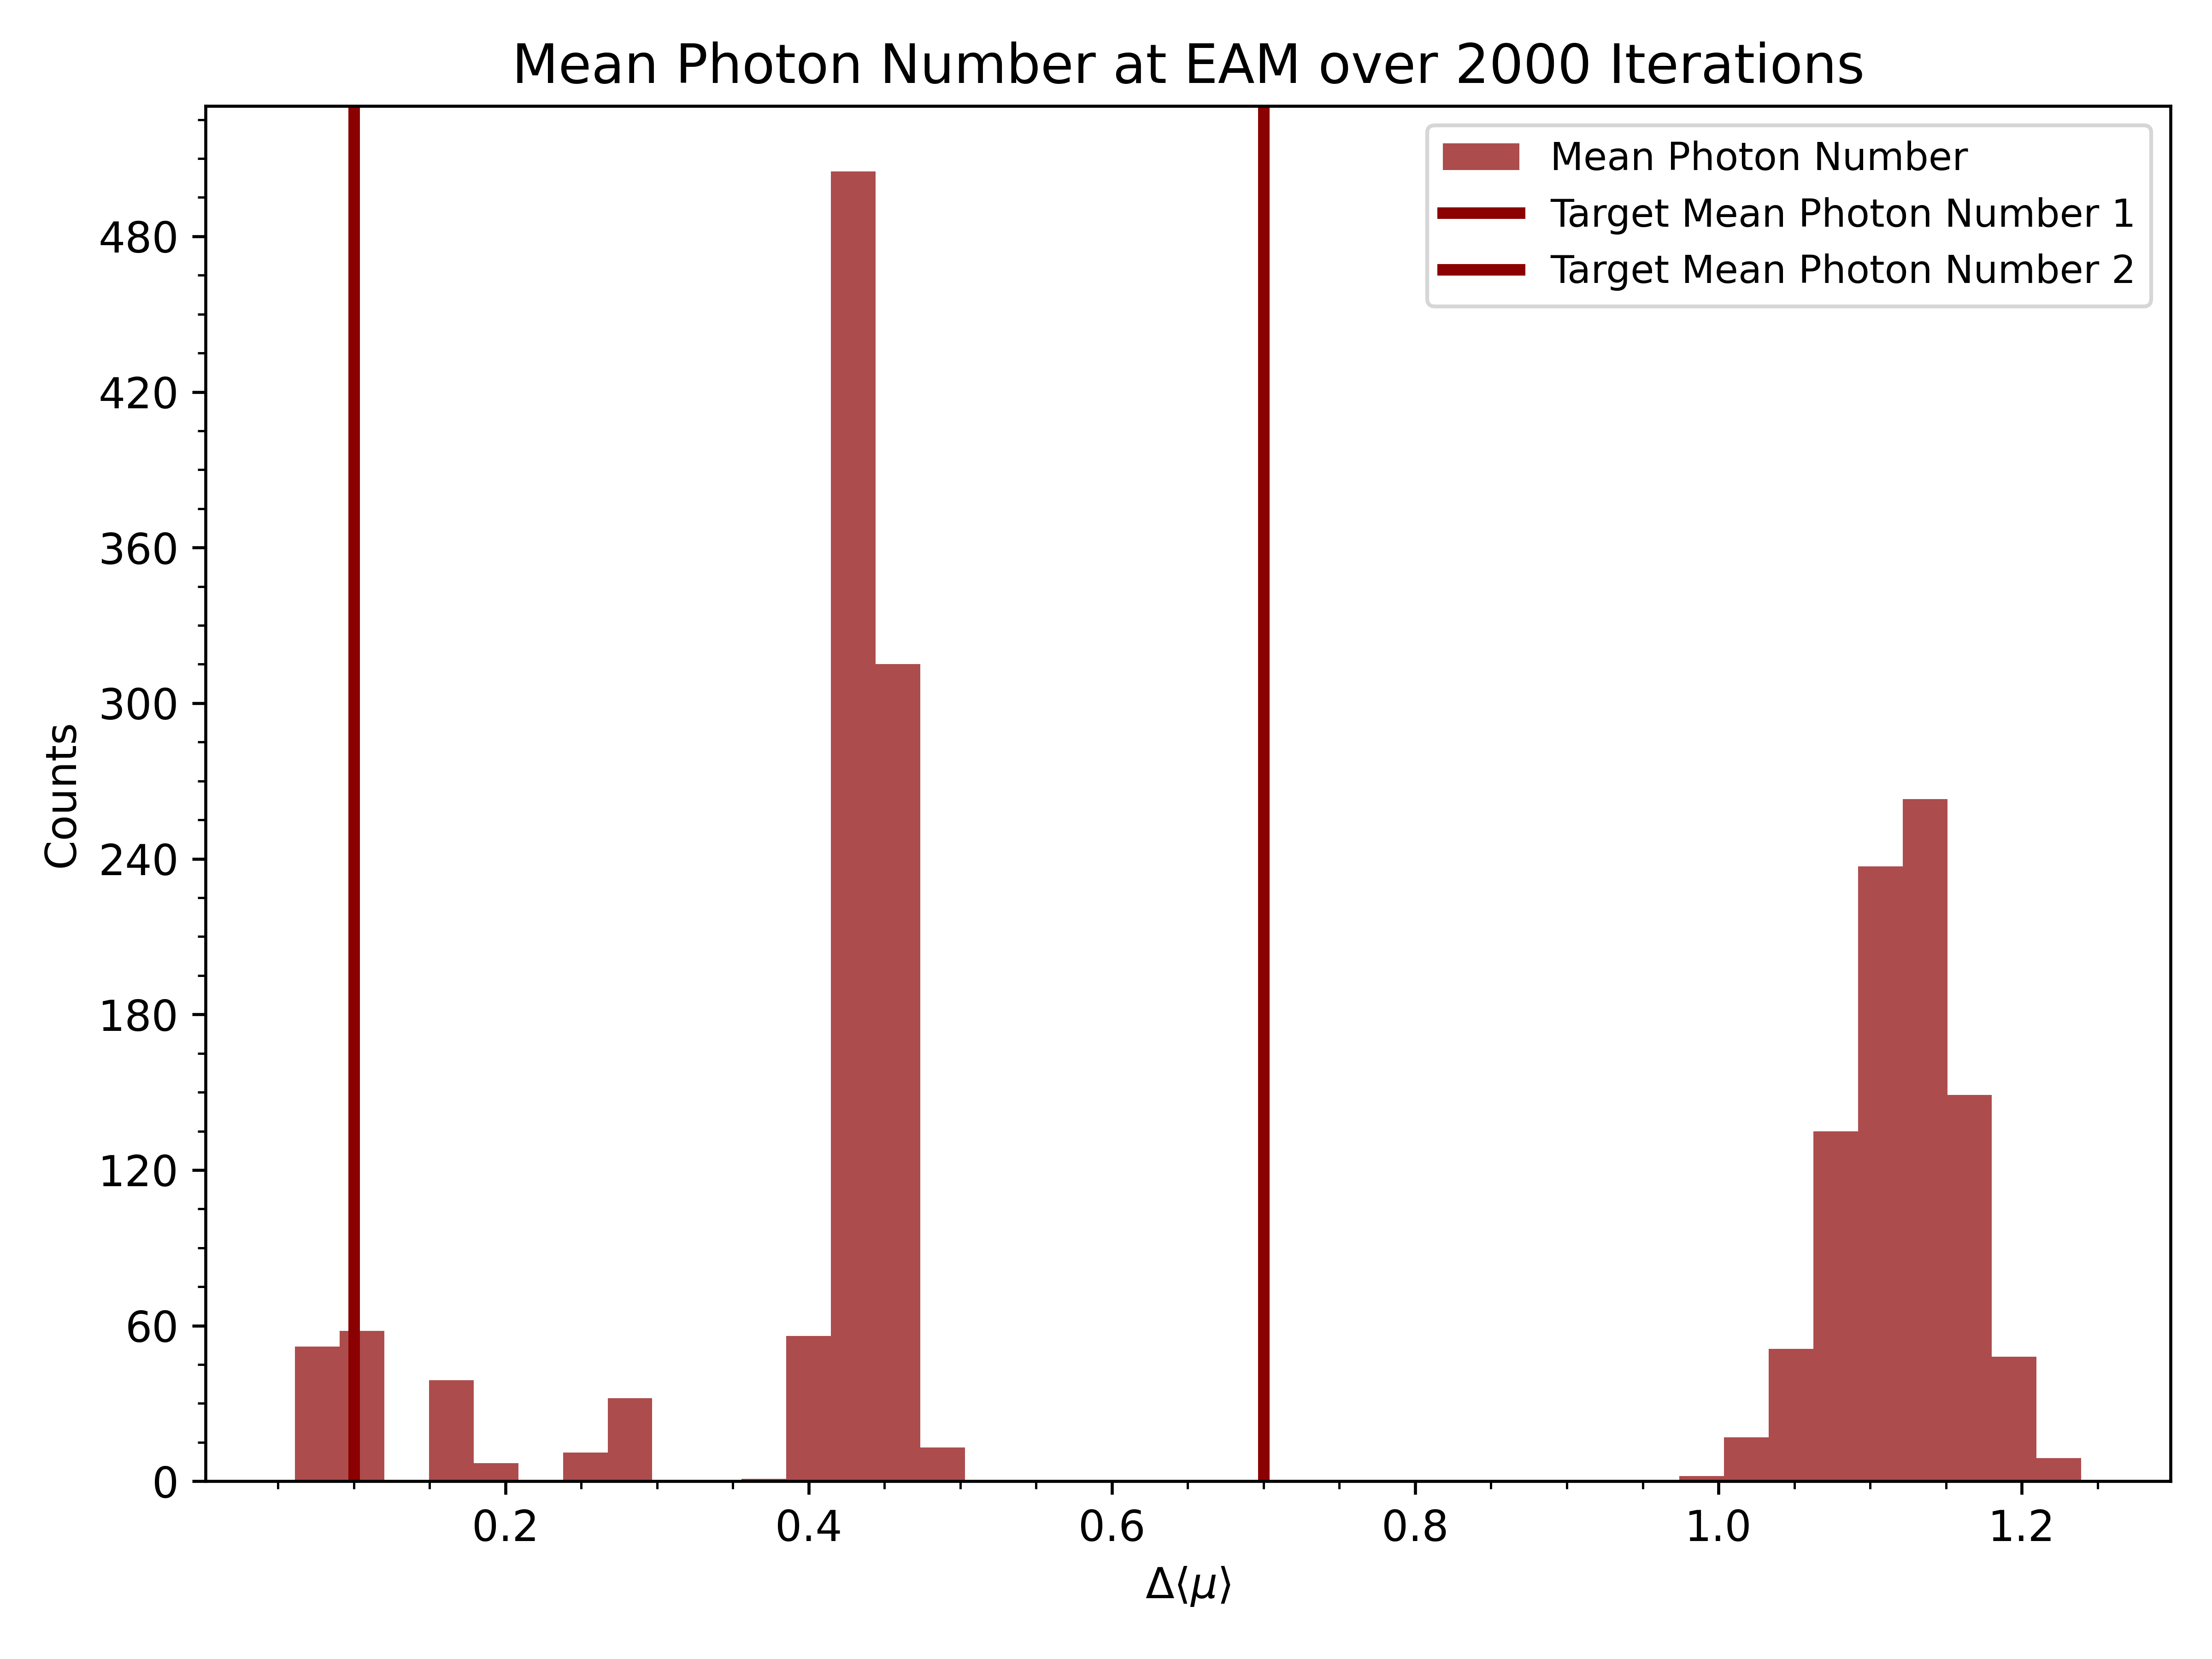 Mean Photon Number at EAM over 2000 Iterations
Mean Photon Number
Target Mean Photon Number 1
Target Mean Photon Number 2
Counts
480
420
360
300
240
180
120
60
0
0.2 0.4 0.6 0.8 1.0 1.2
Δ⟨μ⟩